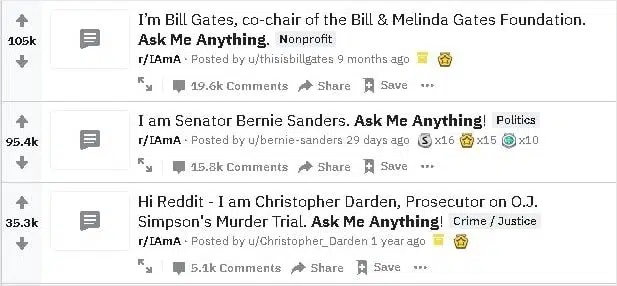 I'm Bill Gates, co-chair of the Bill & Melinda Gates Foundation.
Ask Me Anything. Nonprofit
105k
r/IAmA · Posted by u/thisisbillgates 9 months ago
19.6k Comments Share Save ...
I am Senator Bernie Sanders. Ask Me Anything! Politics
95.4k
r/IAmA · Posted by u/bernie-sanders 29 days ago S x16 x15 x10
15.8k Comments Share Save ...
Hi Reddit - I am Christopher Darden, Prosecutor on O.J.
35.3k
Simpson's Murder Trial. Ask Me Anything! Crime / Justice
r/IAmA · Posted by u/Christopher_Darden 1 year ago
5.1k Comments Share Save ...